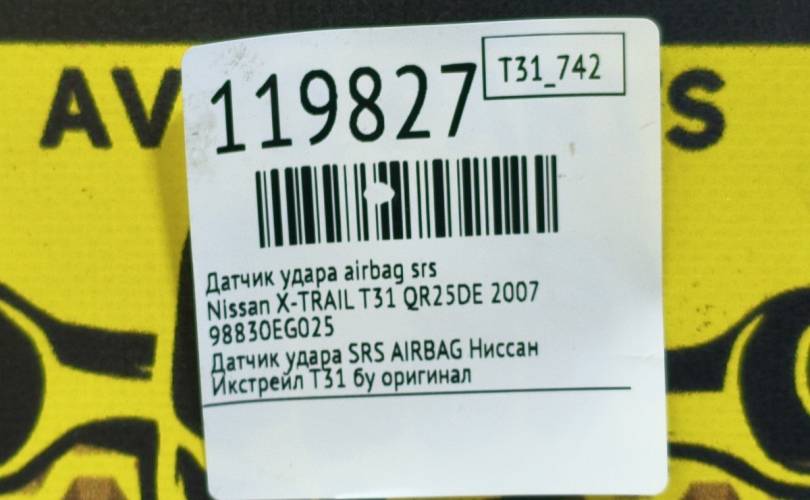 AV
S
119827
T31_742
Датчик удара airbag srs
Nissan X-TRAIL T31 QR25DE 2007
98830EG025
Датчик удара SRS AIRBAG Ниссан
Икстрейл Т31 бу оригинал